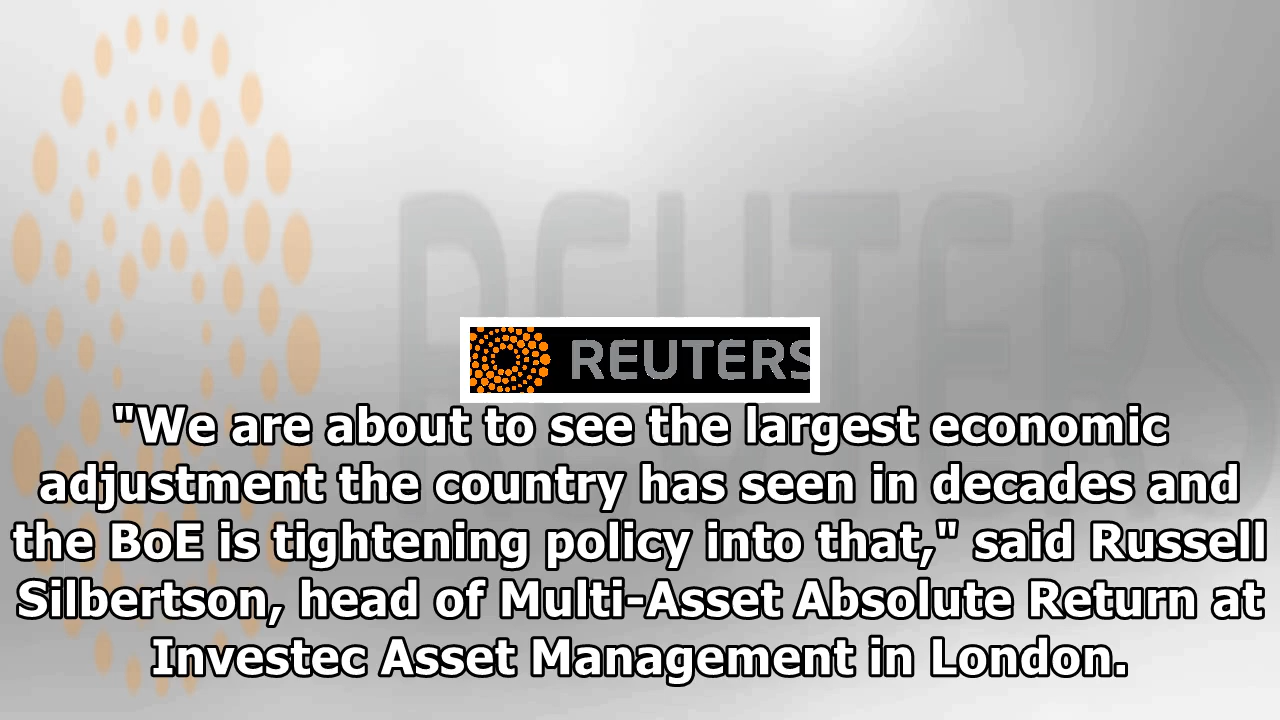 REUTERS
REUTERS
"We are about to see the largest economic
adjustment the country has seen in decades and
the BoE is tightening policy into that," said Russell
Silbertson, head of Multi-Asset Absolute Return at
Investec Asset Management in London.